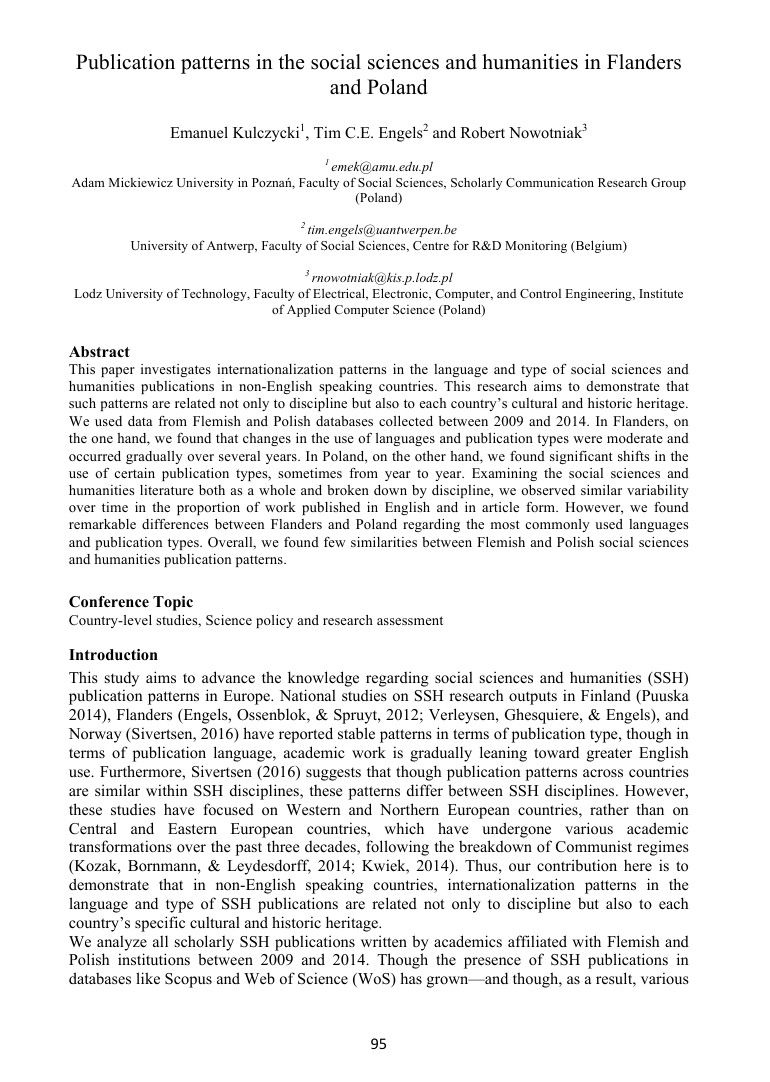 Publication patterns in the social sciences and humanities in Flanders
and Poland
Emanuel Kulczycki1, Tim C.E. Engels2 and Robert Nowotniak3
1 emek@amu.edu.pl
Adam Mickiewicz University in Poznań, Faculty of Social Sciences, Scholarly Communication Research Group
(Poland)
2 tim.engels@uantwerpen.be
University of Antwerp, Faculty of Social Sciences, Centre for R&D Monitoring (Belgium)
3 rnowotniak@kis.p.lodz.pl
Lodz University of Technology, Faculty of Electrical, Electronic, Computer, and Control Engineering, Institute
of Applied Computer Science (Poland)
Abstract
This paper investigates internationalization patterns in the language and type of social sciences and
humanities publications in non-English speaking countries. This research aims to demonstrate that
such patterns are related not only to discipline but also to each country's cultural and historic heritage.
We used data from Flemish and Polish databases collected between 2009 and 2014. In Flanders, on
the one hand, we found that changes in the use of languages and publication types were moderate and
occurred gradually over several years. In Poland, on the other hand, we found significant shifts in the
use of certain publication types, sometimes from year to year. Examining the social sciences and
humanities literature both as a whole and broken down by discipline, we observed similar variability
over time in the proportion of work published in English and in article form. However, we found
remarkable differences between Flanders and Poland regarding the most commonly used languages
and publication types. Overall, we found few similarities between Flemish and Polish social sciences
and humanities publication patterns.
Conference Topic
Country-level studies, Science policy and research assessment
Introduction
This study aims to advance the knowledge regarding social sciences and humanities (SSH)
publication patterns in Europe. National studies on SSH research outputs in Finland (Puuska
2014), Flanders (Engels, Ossenblok, & Spruyt, 2012; Verleysen, Ghesquiere, & Engels), and
Norway (Sivertsen, 2016) have reported stable patterns in terms of publication type, though in
terms of publication language, academic work is gradually leaning toward greater English
use. Furthermore, Sivertsen (2016) suggests that though publication patterns across countries
are similar within SSH disciplines, these patterns differ between SSH disciplines. However,
these studies have focused on Western and Northern European countries, rather than on
Central and Eastern European countries, which have undergone various academic
transformations over the past three decades, following the breakdown of Communist regimes
(Kozak, Bornmann, & Leydesdorff, 2014; Kwiek, 2014). Thus, our contribution here is to
demonstrate that in non-English speaking countries, internationalization patterns in the
language and type of SSH publications are related not only to discipline but also to each
country's specific cultural and historic heritage.
We analyze all scholarly SSH publications written by academics affiliated with Flemish and
Polish institutions between 2009 and 2014. Though the presence of SSH publications in
databases like Scopus and Web of Science (WoS) has grown—and though, as a result, various
95